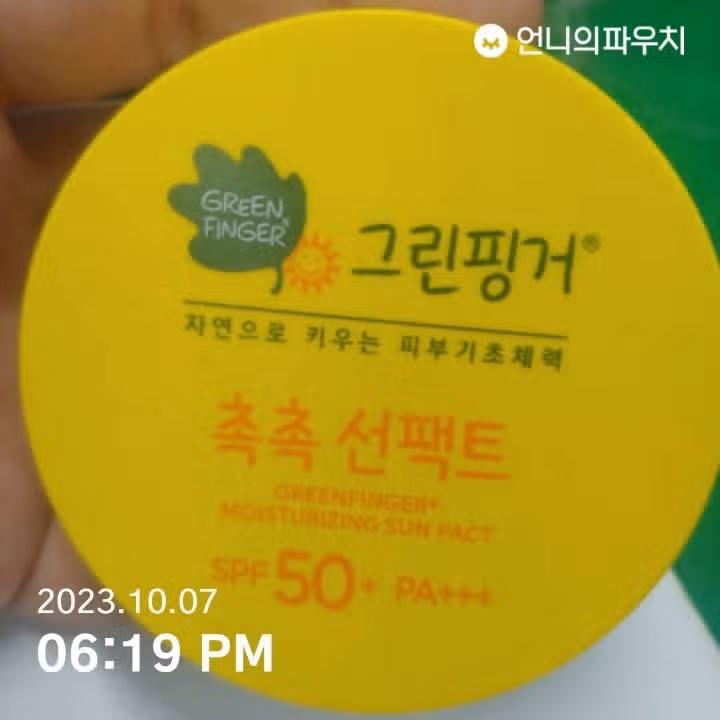 언니의파우치
GREEN
FINGER®
그린핑거®
자연으로 키우는 피부기초체력
촉촉 선팩트
GREENFINGER®
MOISTURIZING SUN PACT
SPF 50+ PA+++
2023.10.07
06:19 PM